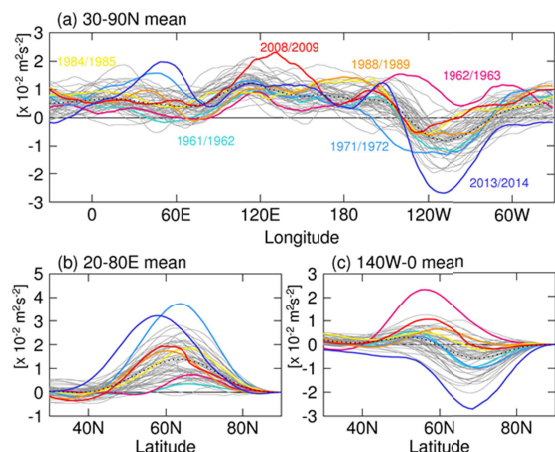 (a) 30-90N mean
[x 10⁻² m²s⁻²]
3
2
1
0
-1
-2
-3
1984/1985
2008/2009
1988/1989
1962/1963
1961/1962
1971/1972
2013/2014
0 60E 120E 180 120W 60W
Longitude
(b) 20-80E mean
[x 10⁻² m²s⁻²]
5
4
3
2
1
0
-1
40N 60N 80N
Latitude
(c) 140W-0 mean
[x 10⁻² m²s⁻²]
3
2
1
0
-1
-2
-3
40N 60N 80N
Latitude